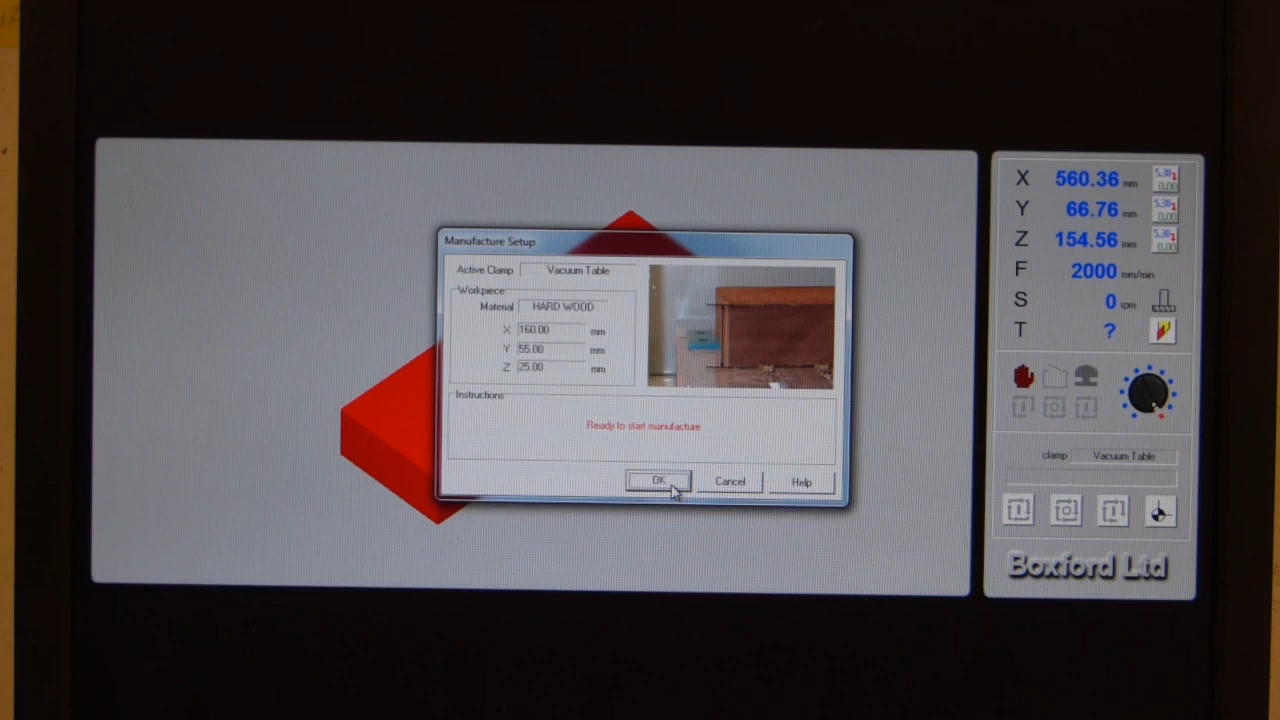 Manufacture Setup
Active Clamp Vacuum Table
Workpiece
Material HARD WOOD
X 160.00 mm
Y 55.00 mm
Z 25.00 mm
Instructions
Ready to start manufacture
OK Cancel Help
X 560.36 mm
Y 66.76 mm
Z 154.56 mm
F 2000 mm/min
S 0 rpm
T ?
clamp Vacuum Table
Boxford Ltd